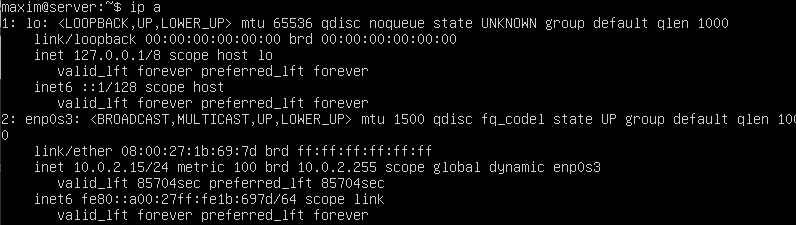 maxim@server:~$ ip a
1: lo: <LOOPBACK,UP,LOWER_UP> mtu 65536 qdisc noqueue state UNKNOWN group default qlen 1000
    link/loopback 00:00:00:00:00:00 brd 00:00:00:00:00:00
    inet 127.0.0.1/8 scope host lo
       valid_lft forever preferred_lft forever
    inet6 ::1/128 scope host
       valid_lft forever preferred_lft forever
2: enp0s3: <BROADCAST,MULTICAST,UP,LOWER_UP> mtu 1500 qdisc fq_codel state UP group default qlen 100
0
    link/ether 08:00:27:1b:69:7d brd ff:ff:ff:ff:ff:ff
    inet 10.0.2.15/24 metric 100 brd 10.0.2.255 scope global dynamic enp0s3
       valid_lft 85704sec preferred_lft 85704sec
    inet6 fe80::a00:27ff:fe1b:697d/64 scope link
       valid_lft forever preferred_lft forever